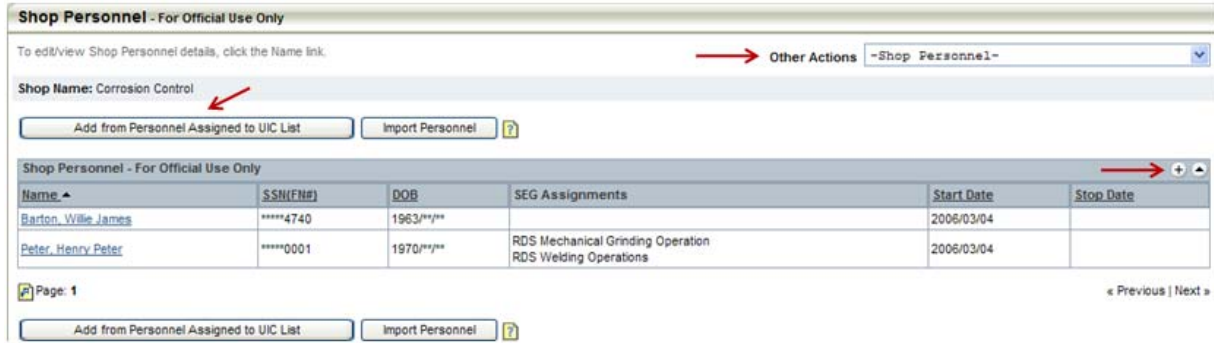 Shop Personnel - For Official Use Only
To edit/view Shop Personnel details, click the Name link.
Other Actions -Shop Personnel-
Shop Name: Corrosion Control
Add from Personnel Assigned to UIC List Import Personnel ?
Shop Personnel - For Official Use Only +
Name SSN(FN#) DOB SEG Assignments Start Date Stop Date
Barton, Willie James *****4740 1963/**/** 2006/03/04
Peter, Henry Peter *****0001 1970/**/** RDS Mechanical Grinding Operation 2006/03/04
RDS Welding Operations
Page: 1 « Previous | Next »
Add from Personnel Assigned to UIC List Import Personnel ?